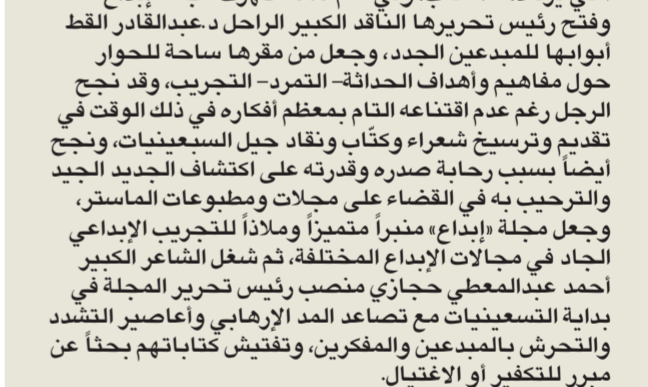 وفتح رئيس تحريرها الناقد الكبير الراحل د.عبدالقادر القط
أبوابها للمبدعين الجدد، وجعل من مقرها ساحة للحوار
حول مفاهيم وأهداف الحداثة– التمرد– التجريب، وقد نجح
الرجل رغم عدم اقتناعه التام بمعظم أفكاره في ذلك الوقت في
تقديم وترسيخ شعراء وكتّاب ونقاد جيل السبعينيات، ونجح
أيضاً بسبب رحابة صدره وقدرته على اكتشاف الجديد الجيد
والترحيب به في القضاء على مجلات ومطبوعات الماستر،
وجعل مجلة «إبداع» منبراً متميزاً وملاذاً للتجريب الإبداعي
الجاد في مجالات الإبداع المختلفة، ثم شغل الشاعر الكبير
أحمد عبدالمعطي حجازي منصب رئيس تحرير المجلة في
بداية التسعينيات مع تصاعد المد الإرهابي وأعاصير التشدد
والتحرش بالمبدعين والمفكرين، وتفتيش كتاباتهم بحثاً عن
مبرر للتكفير أو الاغتيال.